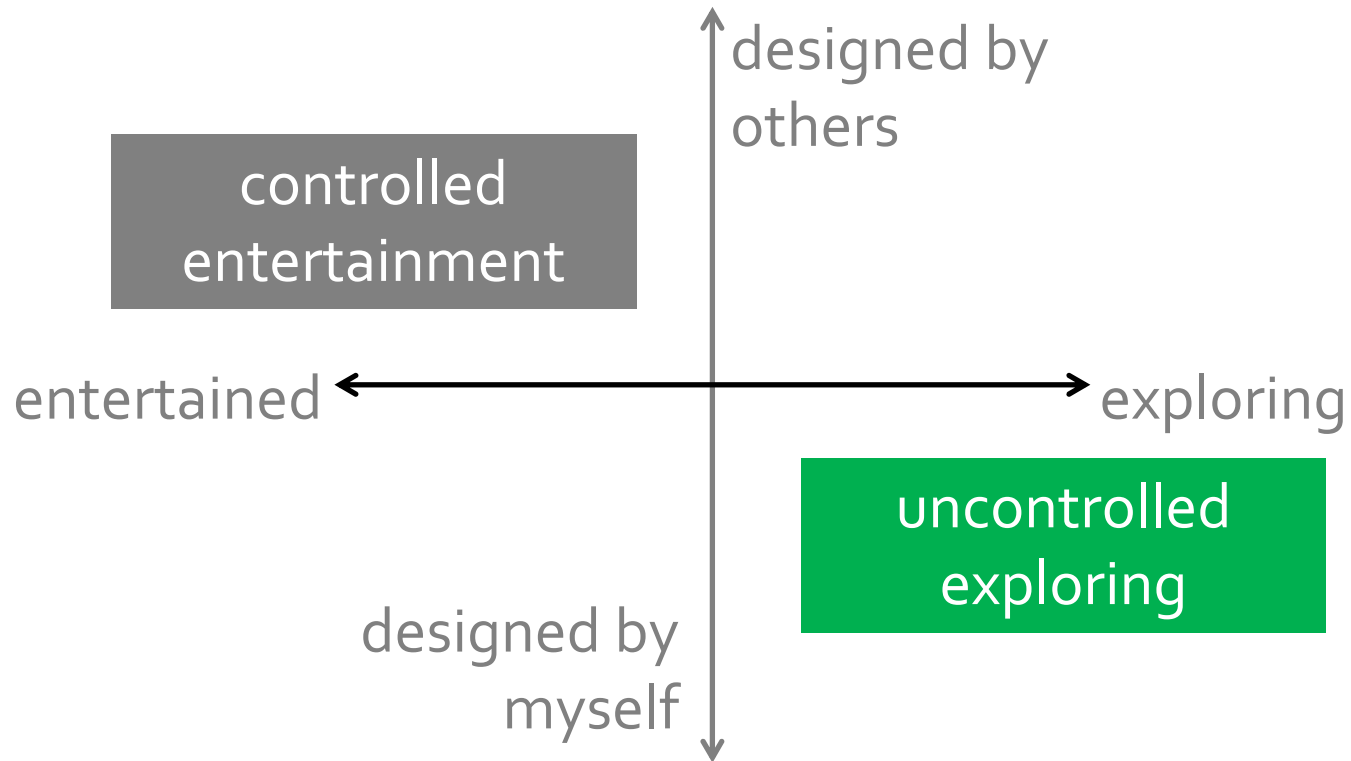 designed by
others
controlled
entertainment
entertained
exploring
uncontrolled
exploring
designed by
myself